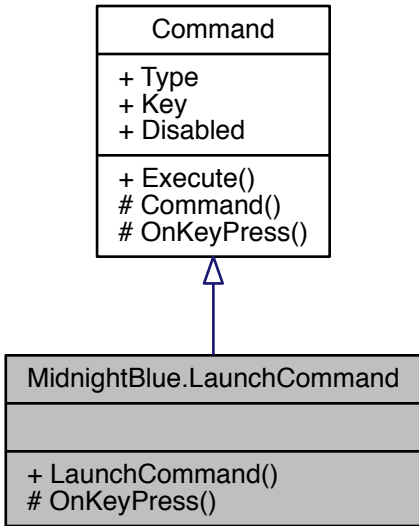 Command
+ Type
+ Key
+ Disabled
+ Execute()
# Command()
# OnKeyPress()
MidnightBlue.LaunchCommand
+ LaunchCommand()
# OnKeyPress()